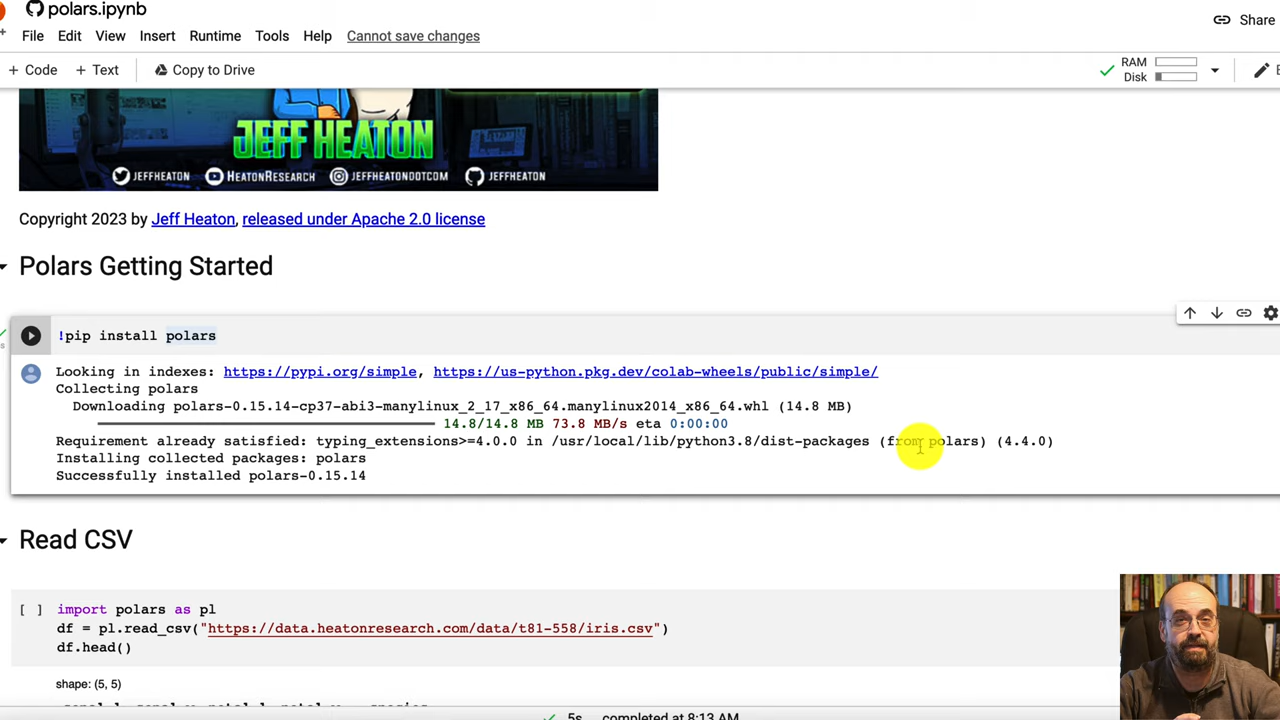 polars.ipynb
Share
File Edit View Insert Runtime Tools Help Cannot save changes
+ Code + Text Copy to Drive
RAM
Disk
JEFF HEATON
JEFFHEATON HEATONRESEARCH JEFFHEATONDOTCOM JEFFHEATON
Copyright 2023 by Jeff Heaton, released under Apache 2.0 license
Polars Getting Started
!pip install polars
Looking in indexes: https://pypi.org/simple, https://us-python.pkg.dev/colab-wheels/public/simple/
Collecting polars
Downloading polars-0.15.14-cp37-abi3-manylinux_2_17_x86_64.manylinux2014_x86_64.whl (14.8 MB)
14.8/14.8 MB 73.8 MB/s eta 0:00:00
Requirement already satisfied: typing_extensions>=4.0.0 in /usr/local/lib/python3.8/dist-packages (from polars) (4.4.0)
Installing collected packages: polars
Successfully installed polars-0.15.14
Read CSV
[ ] import polars as pl
df = pl.read_csv("https://data.heatonresearch.com/data/t81-558/iris.csv")
df.head()
shape: (5, 5)
5s completed at 8:13 AM